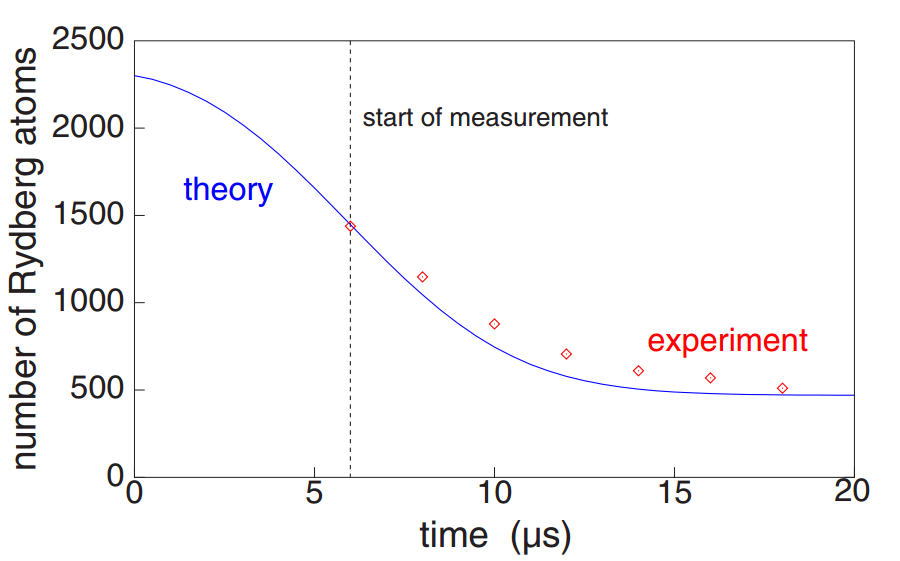 2500
2000
1500
1000
500
0
number of Rydberg atoms
start of measurement
theory
experiment
0 5 10 15 20
time (μs)